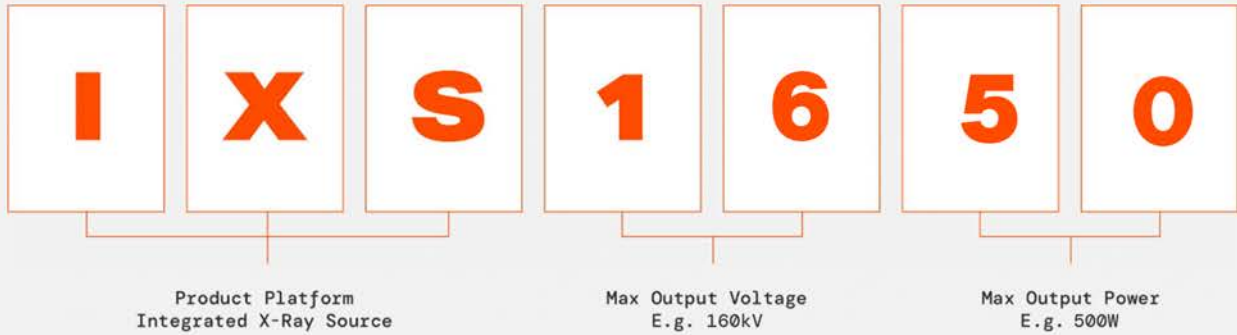 I X S 1 6 5 0
Product Platform
Integrated X-Ray Source
Max Output Voltage
E.g. 160kV
Max Output Power
E.g. 500W